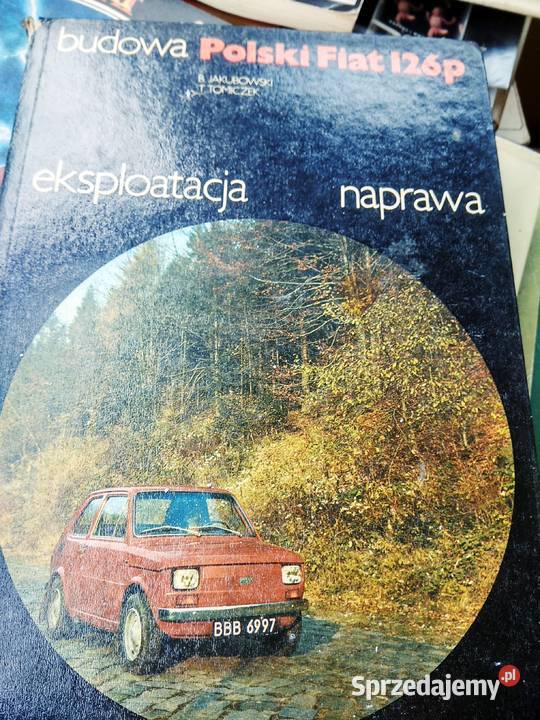 budowa Polski Fiat 126p
B. JAKUBOWSKI
T. TOMICZEK
eksploatacja naprawa
BBB 6997
Sprzedajemy.pl